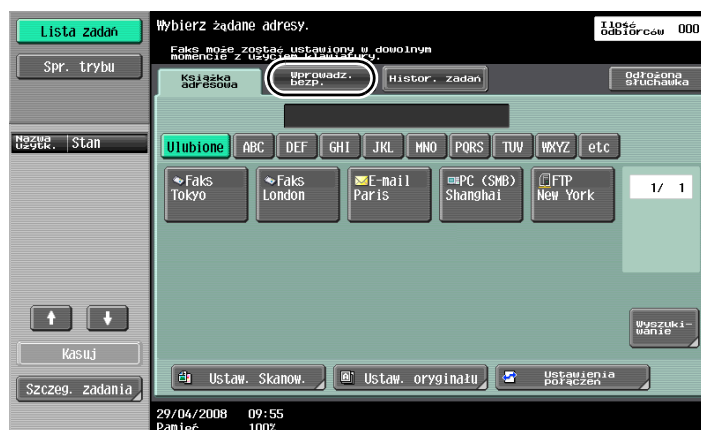 Lista zadań
Spr. trybu
Nazwa użytk.
Stan
Kasuj
Szczeg. zadania
Wybierz żądane adresy.
Ilość odbiorców 000
Faks może zostać ustawiony w dowolnym
momencie z użyciem klawiatury.
Książka
adresowa
Wprowadz.
bezp.
Histor. zadań
Odłożona
słuchawka
Ulubione ABC DEF GHI JKL MNO PQRS TUV WXYZ etc
Faks
Tokyo
Faks
London
E-mail
Paris
PC (SMB)
Shanghai
FTP
New York
1/ 1
Wyszuki-
wanie
Ustaw. Skanow.
Ustaw. oryginału
Ustawienia
połączeń
29/04/2008 09:55
Pamięć 100%